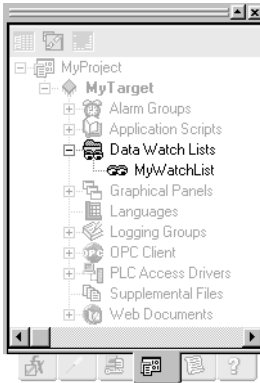 MyProject
MyTarget
Alarm Groups
Application Scripts
Data Watch Lists
MyWatchList
Graphical Panels
Languages
Logging Groups
OPC Client
PLC Access Drivers
Supplemental Files
Web Documents